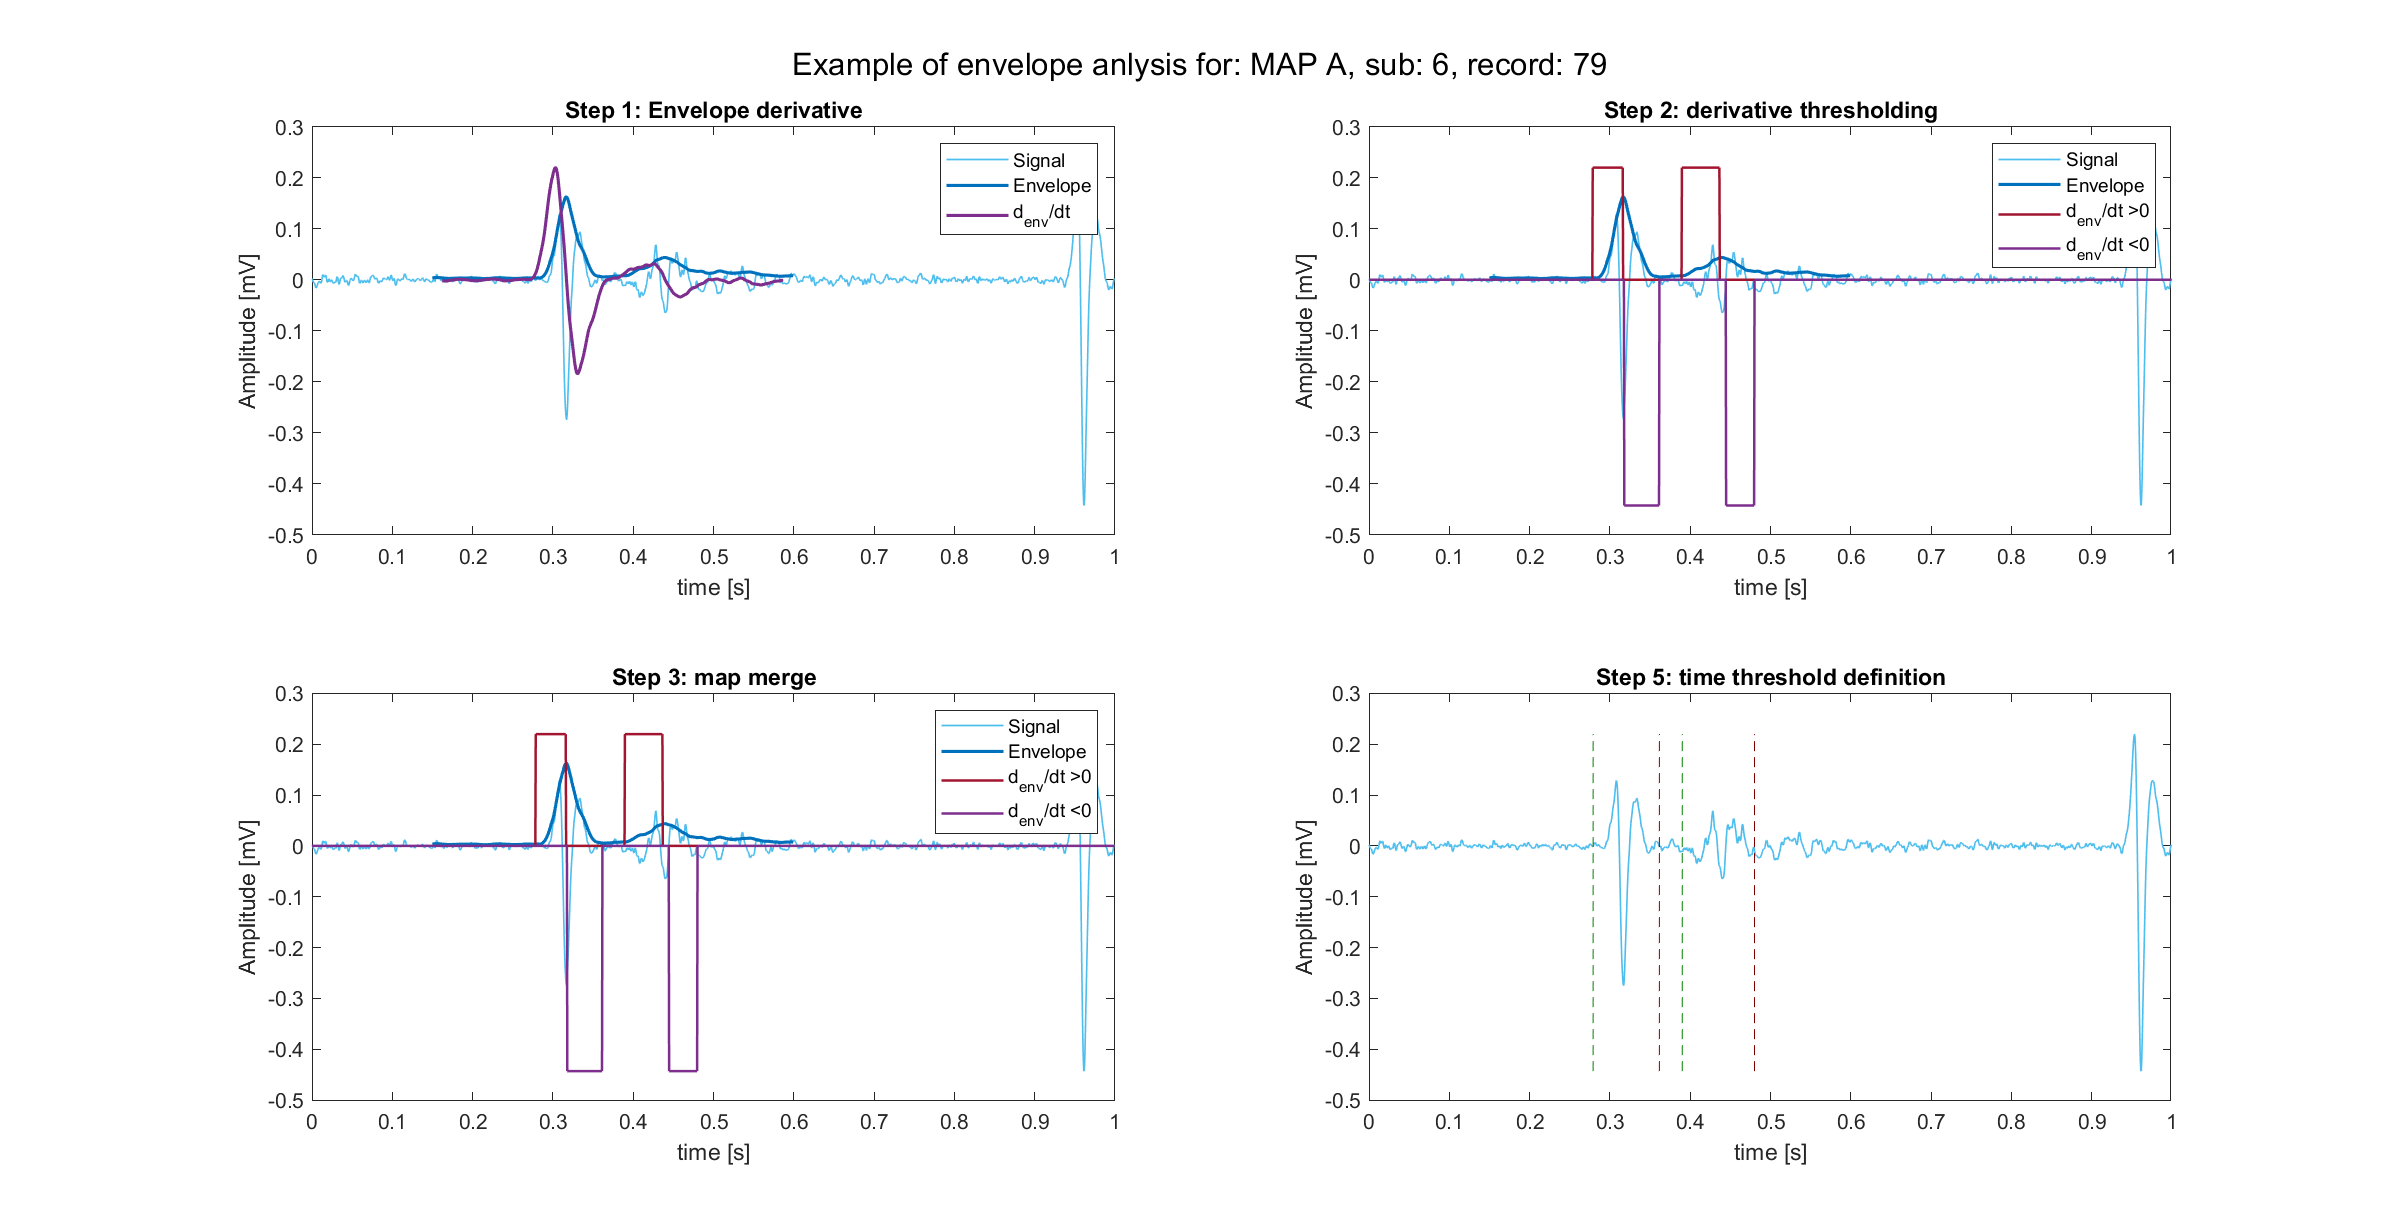 Example of envelope anlysis for: MAP A, sub: 6, record: 79
Step 1: Envelope derivative
0.3
0.2
0.1
0
-0.1
-0.2
-0.3
-0.4
-0.5
Amplitude [mV]
Signal
Envelope
d_env/dt
0 0.1 0.2 0.3 0.4 0.5 0.6 0.7 0.8 0.9 1
time [s]
Step 2: derivative thresholding
0.3
0.2
0.1
0
-0.1
-0.2
-0.3
-0.4
-0.5
Amplitude [mV]
Signal
Envelope
d_env/dt >0
d_env/dt <0
0 0.1 0.2 0.3 0.4 0.5 0.6 0.7 0.8 0.9 1
time [s]
Step 3: map merge
0.3
0.2
0.1
0
-0.1
-0.2
-0.3
-0.4
-0.5
Amplitude [mV]
Signal
Envelope
d_env/dt >0
d_env/dt <0
0 0.1 0.2 0.3 0.4 0.5 0.6 0.7 0.8 0.9 1
time [s]
Step 5: time threshold definition
0.3
0.2
0.1
0
-0.1
-0.2
-0.3
-0.4
-0.5
Amplitude [mV]
0 0.1 0.2 0.3 0.4 0.5 0.6 0.7 0.8 0.9 1
time [s]